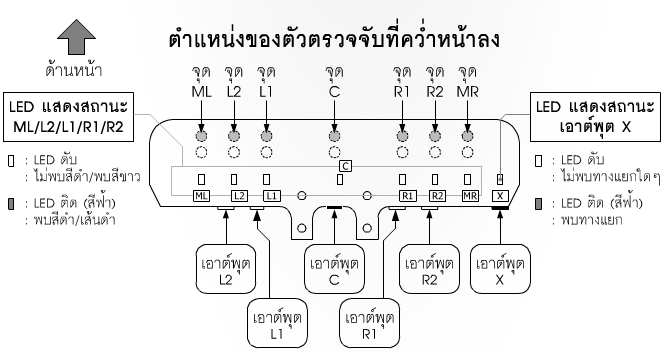 ตำแหน่งของตัวตรวจจับที่คว่ำหน้าลง
ด้านหน้า
จุด ML
จุด L2
จุด L1
จุด C
จุด R1
จุด R2
จุด MR
LED แสดงสถานะ
ML/L2/L1/R1/R2
: LED ดับ
: ไม่พบสีดำ/พบสีขาว
: LED ติด (สีฟ้า)
: พบสีดำ/เส้นดำ
LED แสดงสถานะ
เอาต์พุต X
: LED ดับ
: ไม่พบทางแยกใดๆ
: LED ติด (สีฟ้า)
: พบทางแยก
C
ML L2 L1 R1 R2 MR X
เอาต์พุต
L2
เอาต์พุต
C
เอาต์พุต
R2
เอาต์พุต
X
เอาต์พุต
L1
เอาต์พุต
R1